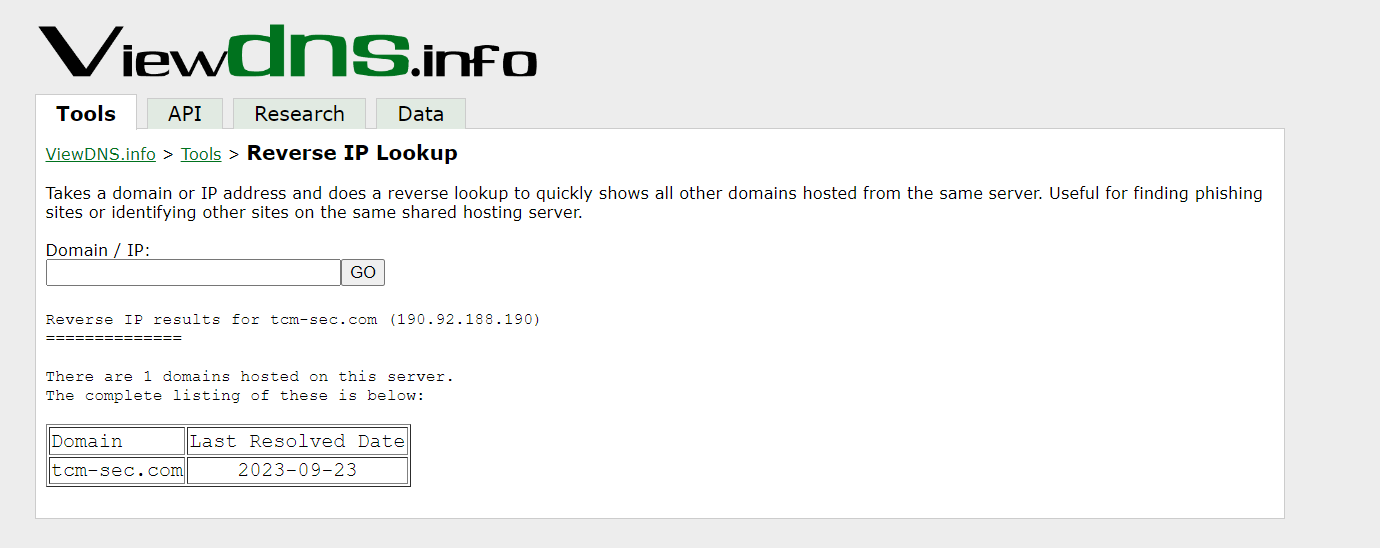 Viewdns.info
Tools API Research Data
ViewDNS.info > Tools > Reverse IP Lookup
Takes a domain or IP address and does a reverse lookup to quickly shows all other domains hosted from the same server. Useful for finding phishing
sites or identifying other sites on the same shared hosting server.
Domain / IP:
GO
Reverse IP results for tcm-sec.com (190.92.188.190)
==============
There are 1 domains hosted on this server.
The complete listing of these is below:
Domain Last Resolved Date
tcm-sec.com 2023-09-23